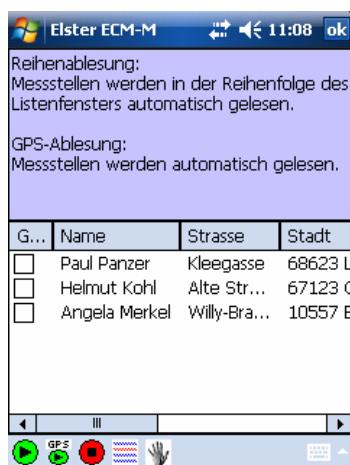 Elster ECM-M 11:08 ok
Reihenablesung:
Messstellen werden in der Reihenfolge des
Listenfensters automatisch gelesen.
GPS-Ablesung:
Messstellen werden automatisch gelesen.
G... Name Strasse Stadt
Paul Panzer Kleegasse 68623 L
Helmut Kohl Alte Str... 67123
Angela Merkel Willy-Bra... 10557
GPS